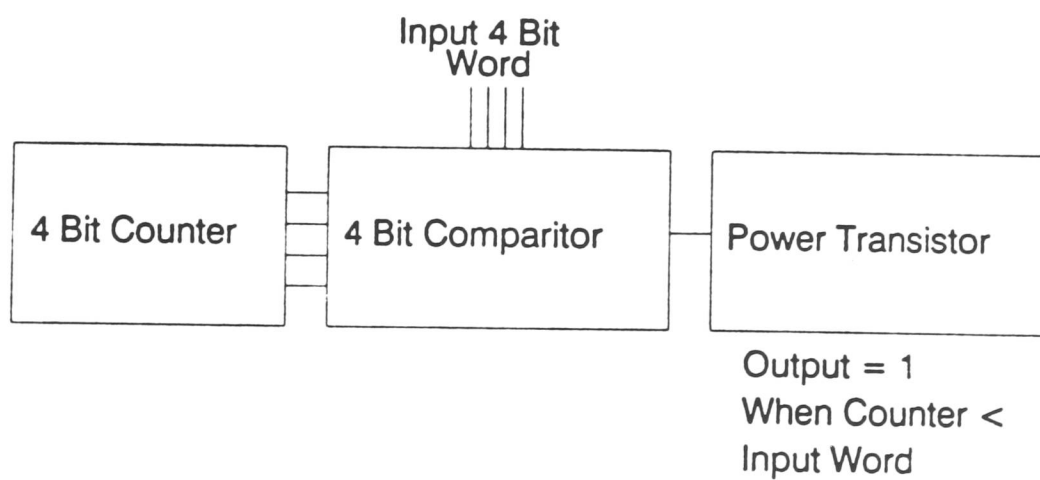 Input 4 Bit
Word
4 Bit Counter
4 Bit Comparitor
Power Transistor
Output = 1
When Counter <
Input Word